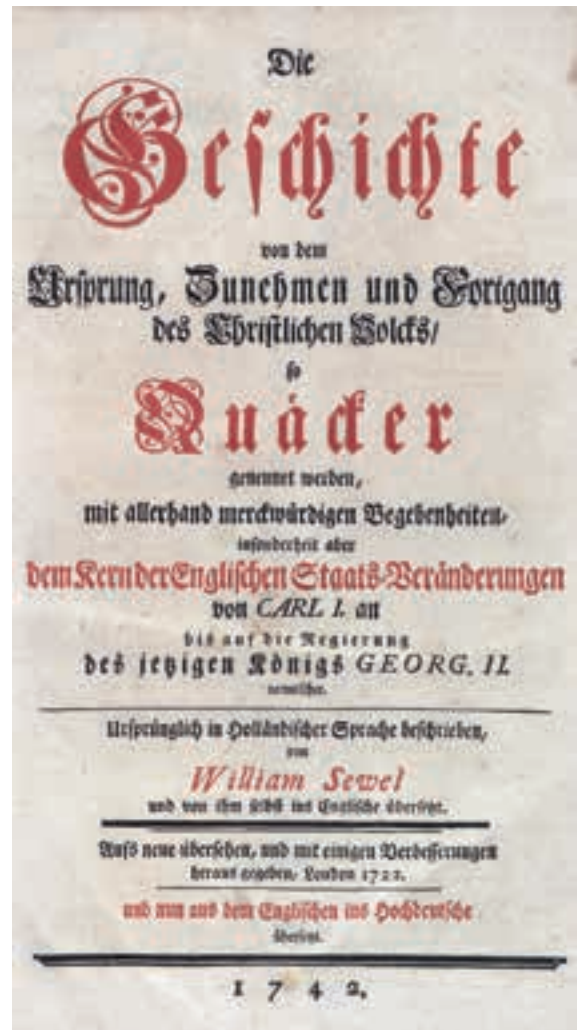 Die
Geſchichte
von dem
Urſprung, Zunehmen und Fortgang
des Chriſtlichen Volcks/
ſo
Quäcker
genennet werden,
mit allerhand merckwürdigen Begebenheiten,
inſonderheit aber
dem Kern der Engliſchen Staats-Veränderungen
von CARL I. an
bis auf die Regierung
des jetzigen Königs GEORG. II.
Urſprünglich in Holländiſcher Sprache beſchrieben,
von
William Sewel
und von ihm ſelbſt ins Engliſche überſetzt.
Aufs neue überſehen, und mit einigen Verbeſſerungen
heraus gegeben, London 1722.
und nun aus dem Engliſchen ins Hochdeutſche
überſetzt.
1742.